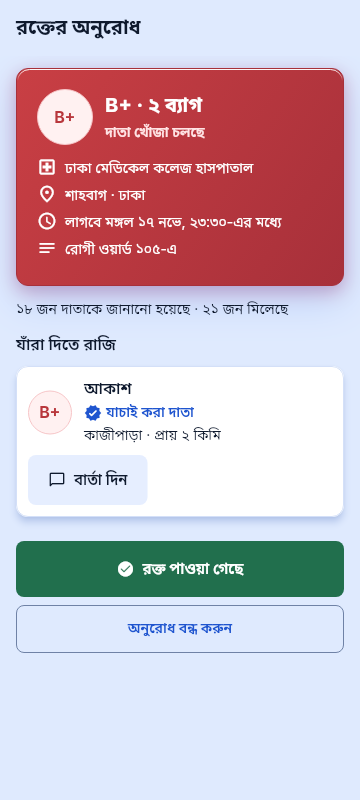 রক্তের অনুরোধ
B+
B+ · ২ ব্যাগ
দাতা খোঁজা চলছে
ঢাকা মেডিকেল কলেজ হাসপাতাল
শাহবাগ · ঢাকা
লাগবে মঙ্গল ১৭ নভে, ২৩:৩০-এর মধ্যে
রোগী ওয়ার্ড ১০৫-এ
১৮ জন দাতাকে জানানো হয়েছে · ২১ জন মিলেছে
যাঁরা দিতে রাজি
B+
আকাশ
যাচাই করা দাতা
কাজীপাড়া · প্রায় ২ কিমি
বার্তা দিন
রক্ত পাওয়া গেছে
অনুরোধ বন্ধ করুন